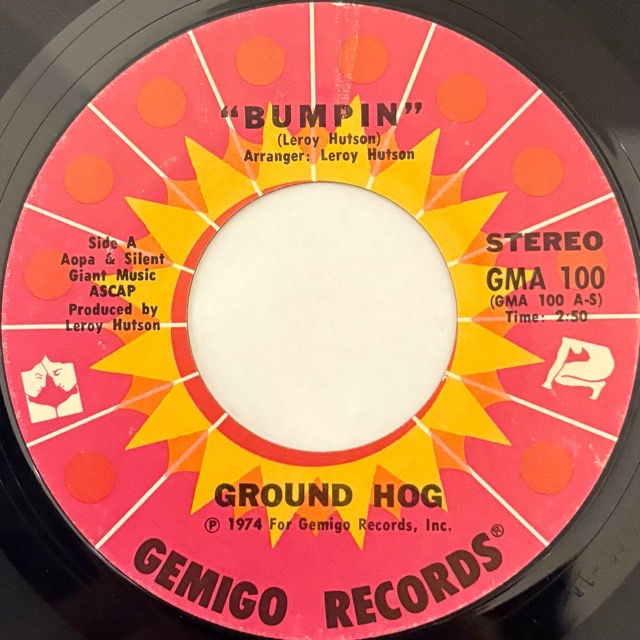 "BUMPIN"
(Leroy Hutson)
Arranger: Leroy Hutson
Side A
Aopa & Silent
Giant Music
ASCAP
Produced by
Leroy Hutson
STEREO
GMA 100
(GMA 100 A-S)
Time: 2:50
GROUND HOG
℗ 1974 For Gemigo Records, Inc.
GEMIGO RECORDS®